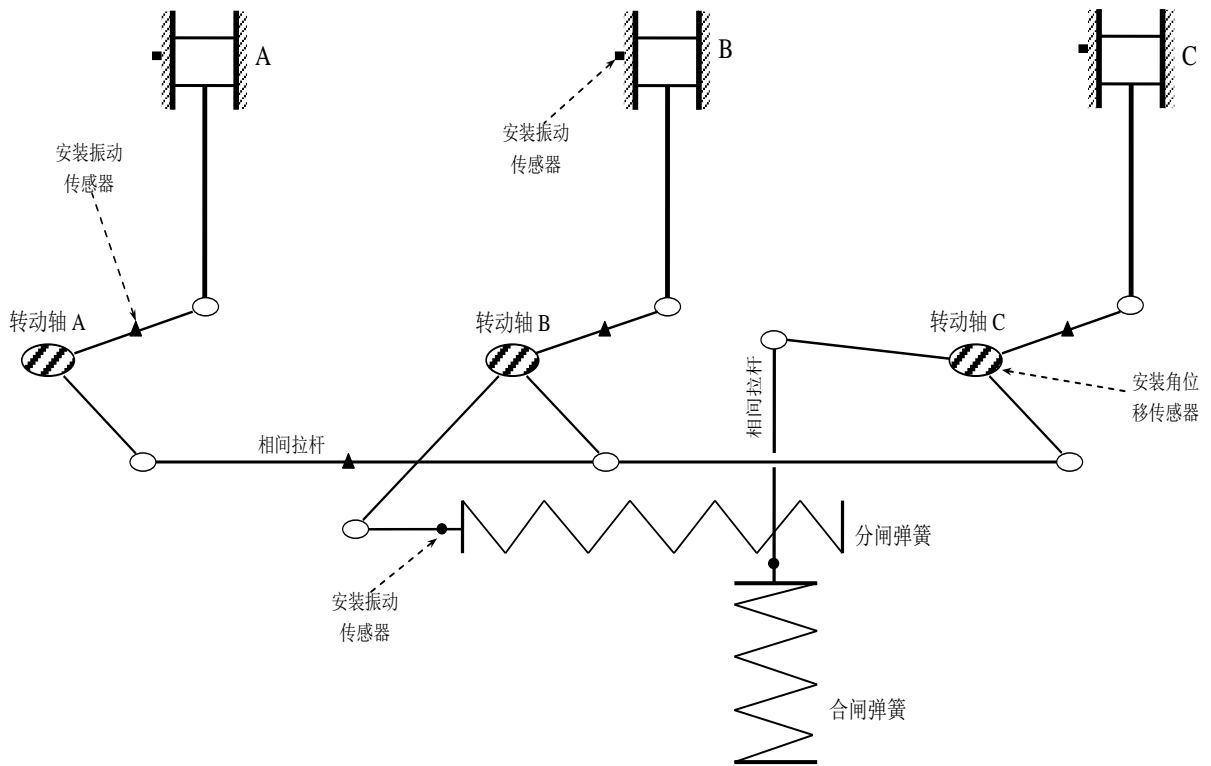 A
B
C
安装振动
传感器
安装振动
传感器
转动轴 A
转动轴 B
转动轴 C
相间拉杆
安装角位
移传感器
相间拉杆
分闸弹簧
安装振动
传感器
合闸弹簧